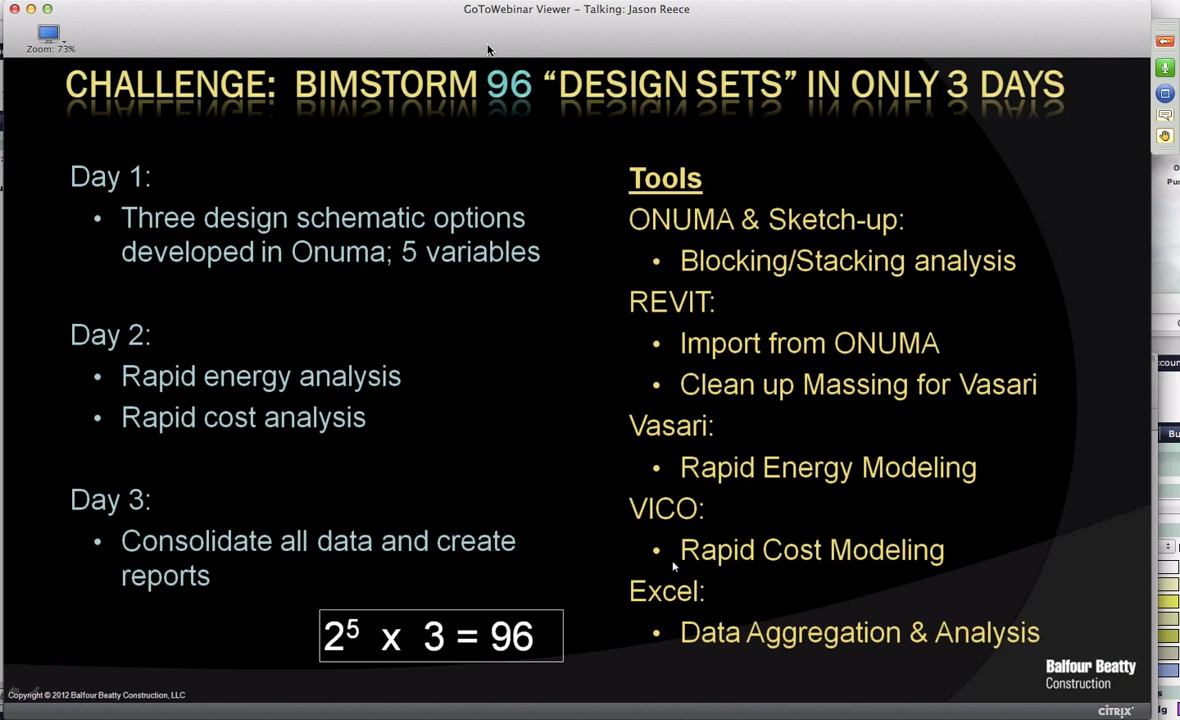 GoToWebinar Viewer – Talking: Jason Reece
Zoom: 73%
CHALLENGE: BIMSTORM 96 “DESIGN SETS” IN ONLY 3 DAYS
Day 1:
• Three design schematic options
developed in Onuma; 5 variables
Day 2:
• Rapid energy analysis
• Rapid cost analysis
Day 3:
• Consolidate all data and create
reports
2⁵ x 3 = 96
Tools
ONUMA & Sketch-up:
• Blocking/Stacking analysis
REVIT:
• Import from ONUMA
• Clean up Massing for Vasari
Vasari:
• Rapid Energy Modeling
VICO:
• Rapid Cost Modeling
Excel:
• Data Aggregation & Analysis
Balfour Beatty
Construction
Copyright © 2012 Balfour Beatty Construction, LLC
CITRIX